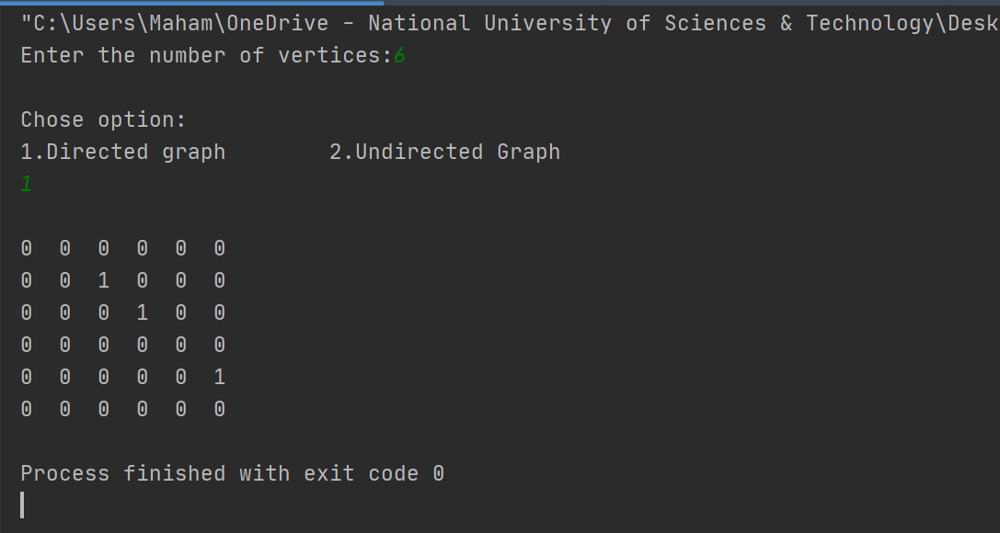 "C:\Users\Maham\OneDrive - National University of Sciences & Technology\Desk
Enter the number of vertices:6
Chose option:
1.Directed graph        2.Undirected Graph
1
0  0  0  0  0  0
0  0  1  0  0  0
0  0  0  1  0  0
0  0  0  0  0  0
0  0  0  0  0  1
0  0  0  0  0  0
Process finished with exit code 0